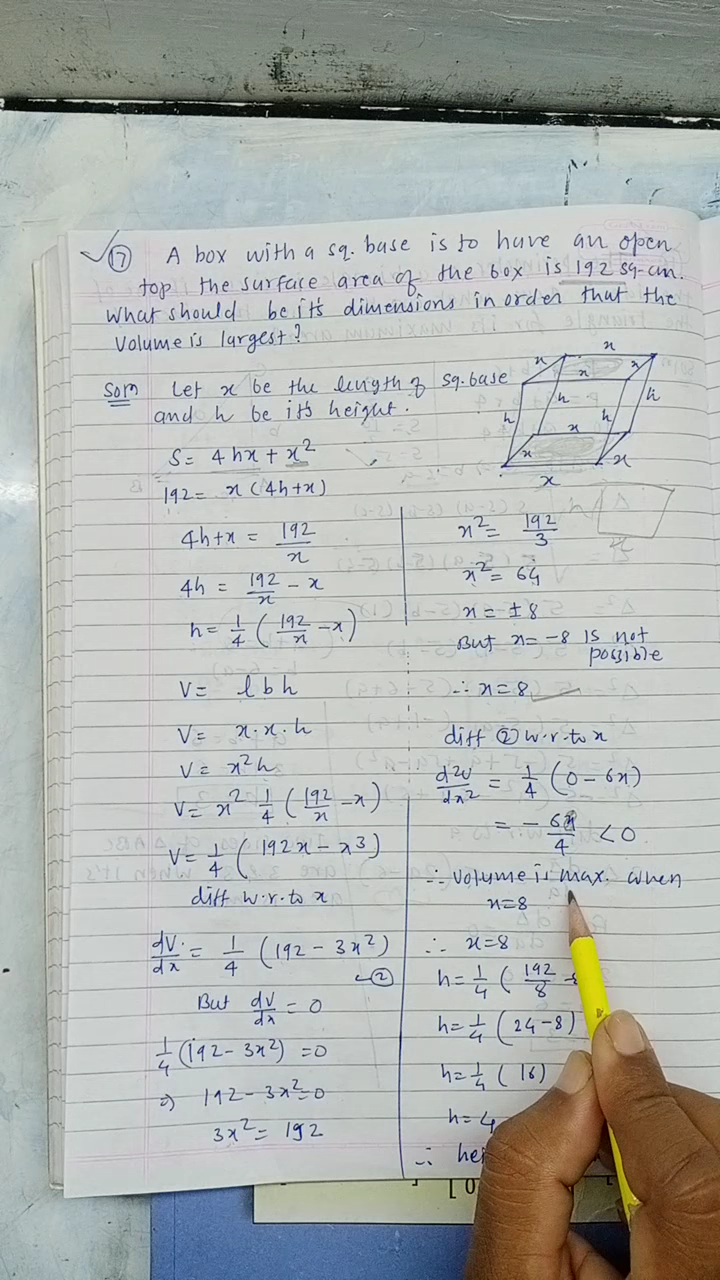 17) A box with a sq. base is to have an open
top the surface area of the box is 192 sq-cm.
What should be it's dimensions in order that the
volume is largest?
Soln Let x be the length of sq. base
and h be its height.
x
x x x
h h h h
x
x x
x
S = 4hx + x²
192 = x(4h+x)
4h+x = 192/x
4h = 192/x - x
h = 1/4 (192/x - x)
V = lbh
V = x·x·h
V = x²h
V = x² 1/4 (192/x - x)
V = 1/4 (192x - x³)
diff w.r.to x
dV/dx = 1/4 (192 - 3x²)
②
But dV/dx = 0
1/4 (192 - 3x²) = 0
⇒ 192 - 3x² = 0
3x² = 192
x² = 192/3
x² = 64
x = ±8
But x = -8 is not
possible
∴ x = 8
diff ② w.r.to x
d²v/dx² = 1/4 (0 - 6x)
= - 6x/4 < 0
∴ volume is max. when
x = 8
∴ x = 8
h = 1/4 ( 192/8 -
h = 1/4 (24 - 8)
h = 1/4 (16)
h = 4
∴